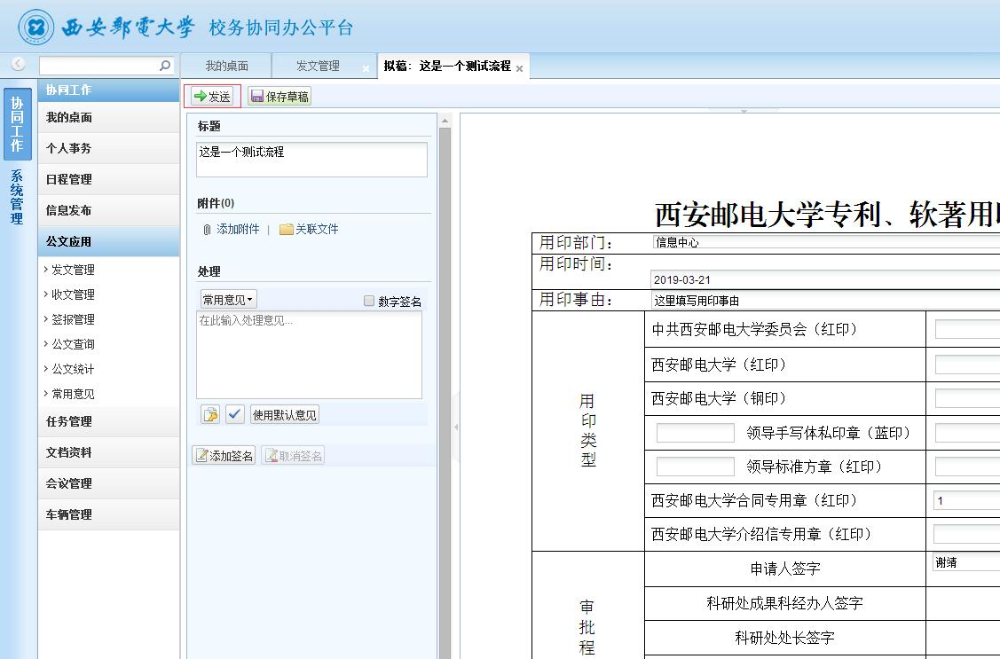 西安邮電大学 校务协同办公平台
我的桌面 发文管理 拟稿：这是一个测试流程
协同工作
系统管理
协同工作
我的桌面
个人事务
日程管理
信息发布
公文应用
发文管理
收文管理
签报管理
公文查询
公文统计
常用意见
任务管理
文档资料
会议管理
车辆管理
发送 保存草稿
标题
这是一个测试流程
附件(0)
添加附件 | 关联文件
处理
常用意见 数字签名
在此输入处理意见...
使用默认意见
添加签名 取消签名
西安邮电大学专利、软著用
用印部门： 信息中心
用印时间：
2019-03-21
用印事由： 这里填写用印事由
用印类型
中共西安邮电大学委员会（红印）
西安邮电大学（红印）
西安邮电大学（钢印）
领导手写体私印章（蓝印）
领导标准方章（红印）
西安邮电大学合同专用章（红印） 1
西安邮电大学介绍信专用章（红印）
审批程
申请人签字 谢靖
科研处成果科经办人签字
科研处处长签字